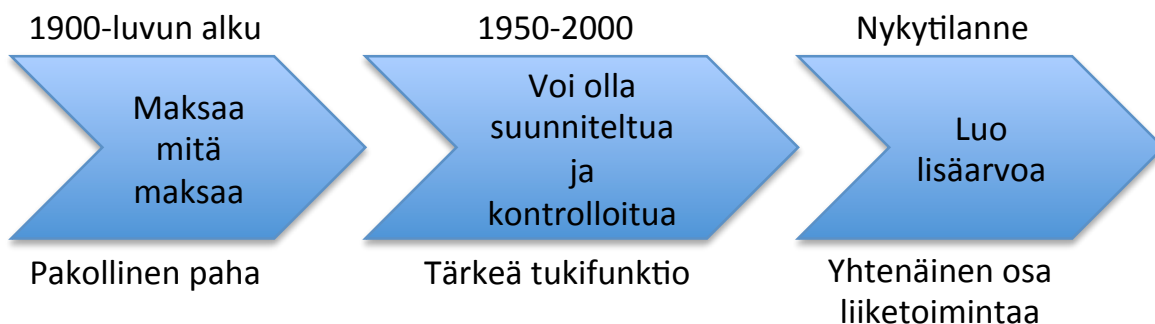 1900-luvun alku
Maksaa
mitä
maksaa
Pakollinen paha
1950-2000
Voi olla
suunniteltua
ja
kontrolloitua
Tärkeä tukifunktio
Nykytilanne
Luo
lisäarvoa
Yhtenäinen osa
liiketoimintaa